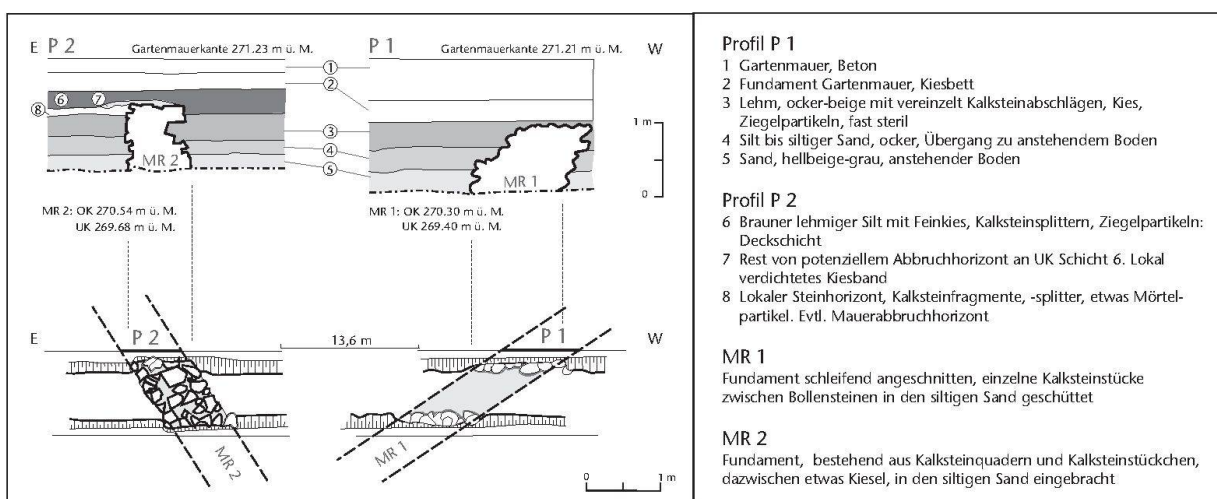 E P 2
Gartenmauerkante 271.23 m ü. M.
P 1
Gartenmauerkante 271.21 m ü. M.
W
1
2
6
7
8
3
4
5
MR 2
MR 1
1 m
0
MR 2: OK 270.54 m ü. M.
UK 269.68 m ü. M.
MR 1: OK 270.30 m ü. M.
UK 269.40 m ü. M.
E
P 2
13,6 m
P 1
W
MR 2
MR 1
0 1 m
Profil P 1
1 Gartenmauer, Beton
2 Fundament Gartenmauer, Kiesbett
3 Lehm, ocker-beige mit vereinzelt Kalksteinabschlägen, Kies,
Ziegelpartikeln, fast steril
4 Silt bis siltiger Sand, ocker, Übergang zu anstehendem Boden
5 Sand, hellbeige-grau, anstehender Boden
Profil P 2
6 Brauner lehmiger Silt mit Feinkies, Kalksteinsplittern, Ziegelpartikeln:
Deckschicht
7 Rest von potenziellem Abbruchhorizont an UK Schicht 6. Lokal
verdichtetes Kiesband
8 Lokaler Steinhorizont, Kalksteinfragmente, -splitter, etwas Mörtel-
partikel. Evtl. Mauerabbruchhorizont
MR 1
Fundament schleifend angeschnitten, einzelne Kalksteinstücke
zwischen Bollensteinen in den siltigen Sand geschüttet
MR 2
Fundament, bestehend aus Kalksteinquadern und Kalksteinstückchen,
dazwischen etwas Kiesel, in den siltigen Sand eingebracht